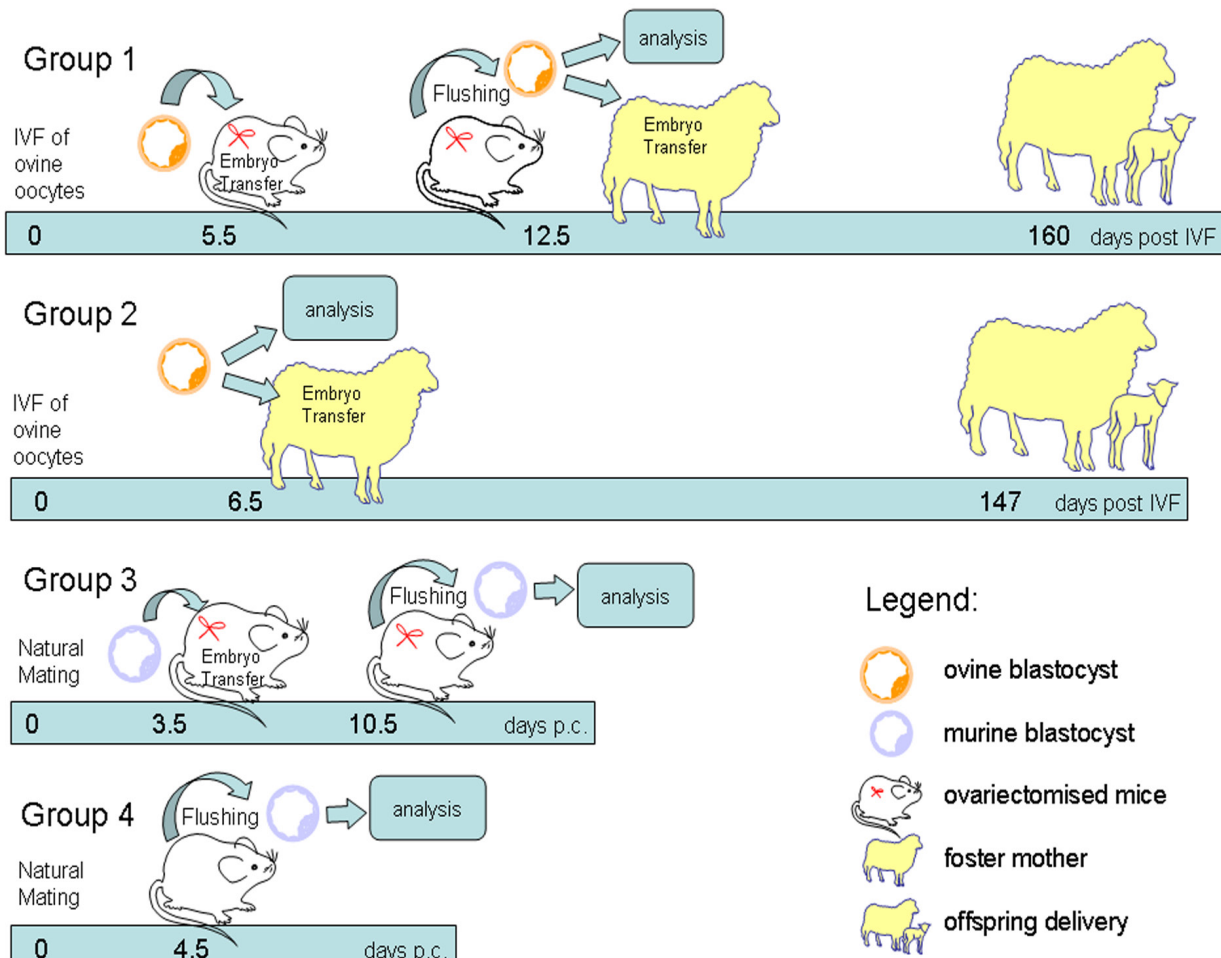 Group 1
IVF of
ovine
oocytes
Embryo
Transfer
Flushing
analysis
Embryo
Transfer
0 5.5 12.5 160 days post IVF
Group 2
IVF of
ovine
oocytes
analysis
Embryo
Transfer
0 6.5 147 days post IVF
Group 3
Natural
Mating
Embryo
Transfer
Flushing
analysis
0 3.5 10.5 days p.c.
Group 4
Natural
Mating
Flushing
analysis
0 4.5 days p.c.
Legend:
ovine blastocyst
murine blastocyst
ovariectomised mice
foster mother
offspring delivery